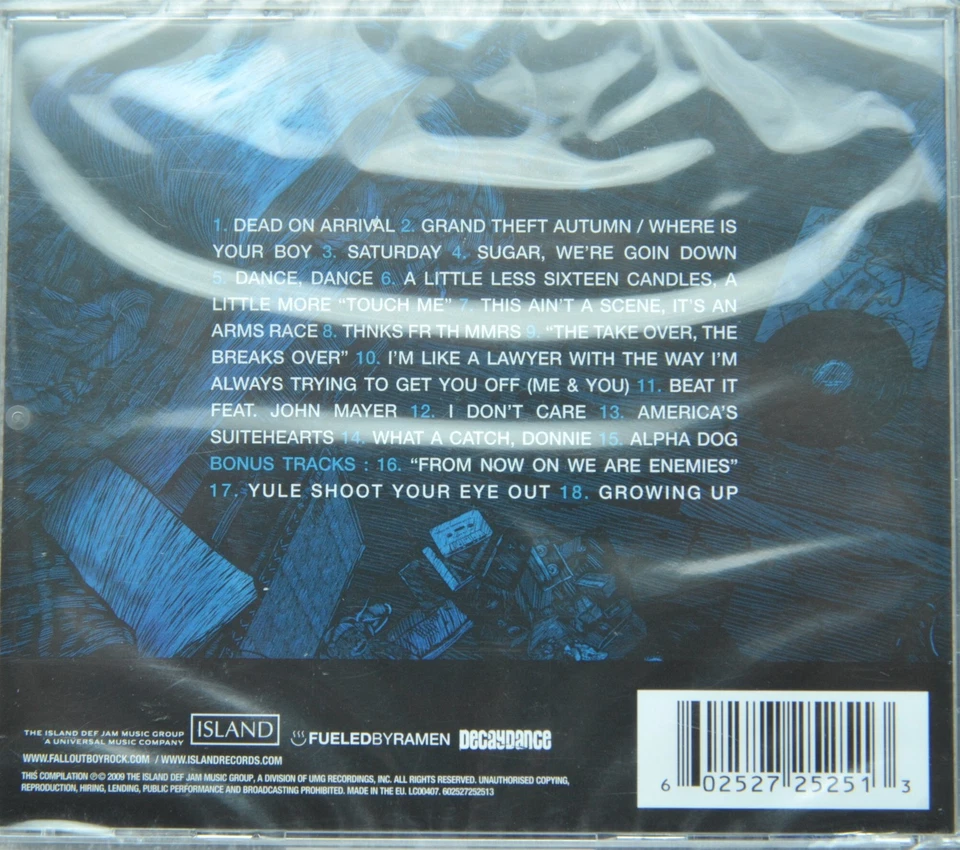 1. DEAD ON ARRIVAL 2. GRAND THEFT AUTUMN / WHERE IS
YOUR BOY 3. SATURDAY 4. SUGAR, WE'RE GOIN DOWN
5. DANCE, DANCE 6. A LITTLE LESS SIXTEEN CANDLES, A
LITTLE MORE “TOUCH ME” 7. THIS AIN'T A SCENE, IT'S AN
ARMS RACE 8. THNKS FR TH MMRS 9. “THE TAKE OVER, THE
BREAKS OVER” 10. I'M LIKE A LAWYER WITH THE WAY I'M
ALWAYS TRYING TO GET YOU OFF (ME & YOU) 11. BEAT IT
FEAT. JOHN MAYER 12. I DON'T CARE 13. AMERICA'S
SUITEHEARTS 14. WHAT A CATCH, DONNIE 15. ALPHA DOG
BONUS TRACKS : 16. “FROM NOW ON WE ARE ENEMIES”
17. YULE SHOOT YOUR EYE OUT 18. GROWING UP
THE ISLAND DEF JAM MUSIC GROUP
A UNIVERSAL MUSIC COMPANY
ISLAND
FUELEDBYRAMEN
DECAYDANCE
WWW.FALLOUTBOYROCK.COM / WWW.ISLANDRECORDS.COM
THIS COMPILATION ℗© 2009 THE ISLAND DEF JAM MUSIC GROUP, A DIVISION OF UMG RECORDINGS, INC. ALL RIGHTS RESERVED. UNAUTHORISED COPYING,
REPRODUCTION, HIRING, LENDING, PUBLIC PERFORMANCE AND BROADCASTING PROHIBITED. MADE IN THE EU. LC00407. 602527252513
6 02527 25251 3